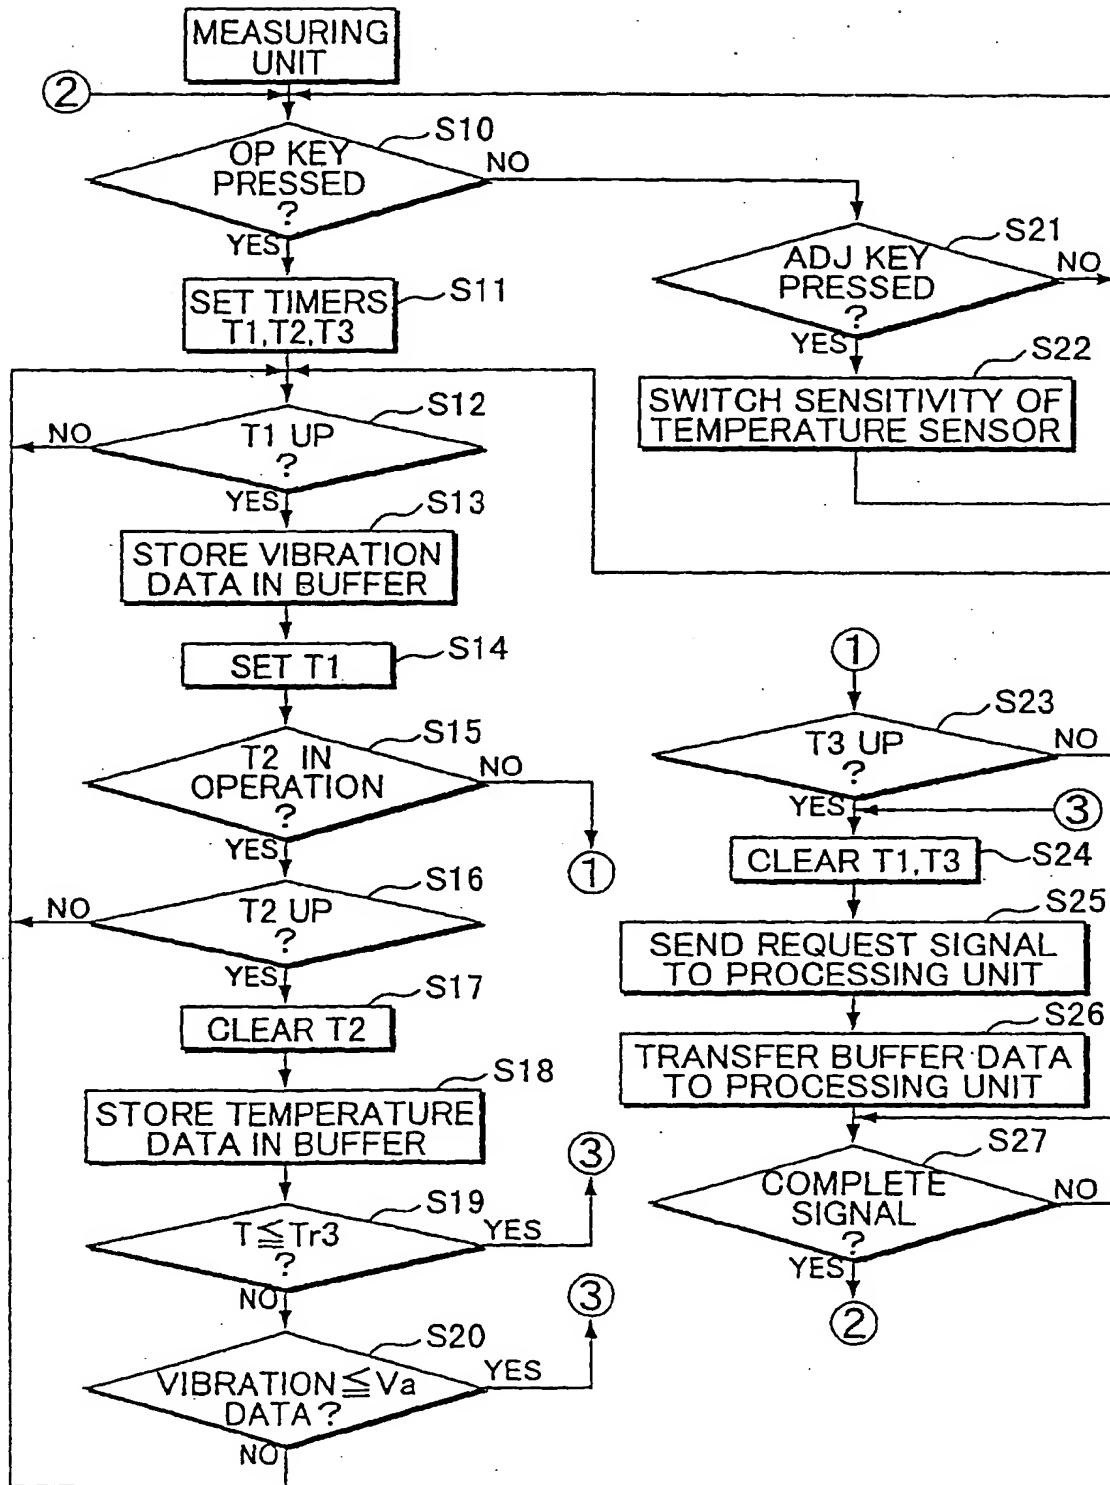 MEASURING
UNIT
②
S10
OP KEY
PRESSED
?
NO
YES
S11
SET TIMERS
T1,T2,T3
S12
T1 UP
?
NO
YES
S13
STORE VIBRATION
DATA IN BUFFER
S14
SET T1
S15
T2 IN
OPERATION
?
NO
YES
①
S16
T2 UP
?
NO
YES
S17
CLEAR T2
S18
STORE TEMPERATURE
DATA IN BUFFER
③
S19
T≦Tr3
?
YES
NO
③
S20
VIBRATION≦Va
DATA?
YES
NO
S21
ADJ KEY
PRESSED
?
NO
YES
S22
SWITCH SENSITIVITY OF
TEMPERATURE SENSOR
①
S23
T3 UP
?
NO
YES
③
CLEAR T1,T3
S24
S25
SEND REQUEST SIGNAL
TO PROCESSING UNIT
S26
TRANSFER BUFFER DATA
TO PROCESSING UNIT
S27
COMPLETE
SIGNAL
?
NO
YES
②